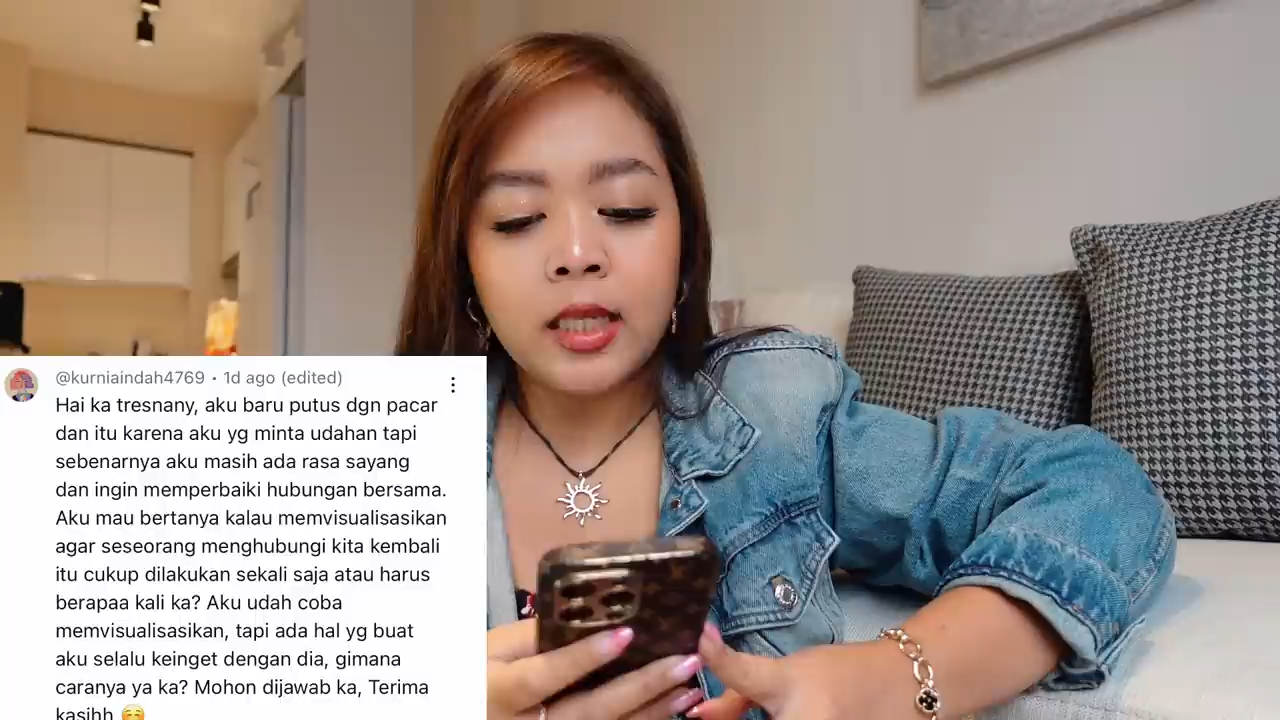 @kurniaindah4769 • 1d ago (edited)
Hai ka tresnany, aku baru putus dgn pacar
dan itu karena aku yg minta udahan tapi
sebenarnya aku masih ada rasa sayang
dan ingin memperbaiki hubungan bersama.
Aku mau bertanya kalau memvisualisasikan
agar seseorang menghubungi kita kembali
itu cukup dilakukan sekali saja atau harus
berapaa kali ka? Aku udah coba
memvisualisasikan, tapi ada hal yg buat
aku selalu keinget dengan dia, gimana
caranya ya ka? Mohon dijawab ka, Terima
kasihh ☺️